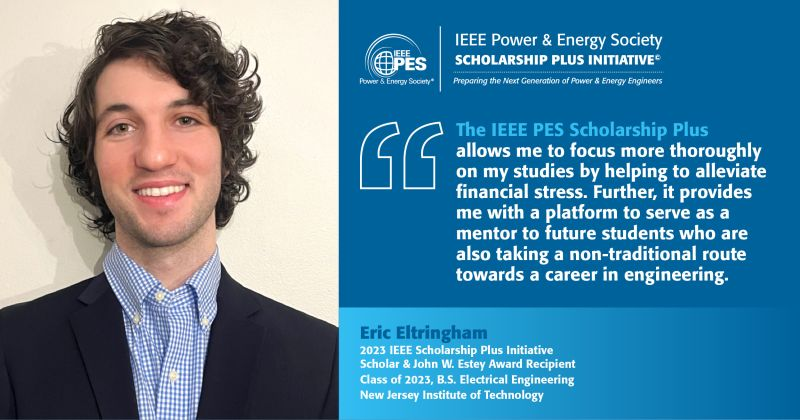 IEEE
PES
Power & Energy Society®
IEEE Power & Energy Society
SCHOLARSHIP PLUS INITIATIVE©
Preparing the Next Generation of Power & Energy Engineers
The IEEE PES Scholarship Plus
allows me to focus more thoroughly
on my studies by helping to alleviate
financial stress. Further, it provides
me with a platform to serve as a
mentor to future students who are
also taking a non-traditional route
towards a career in engineering.
Eric Eltringham
2023 IEEE Scholarship Plus Initiative
Scholar & John W. Estey Award Recipient
Class of 2023, B.S. Electrical Engineering
New Jersey Institute of Technology